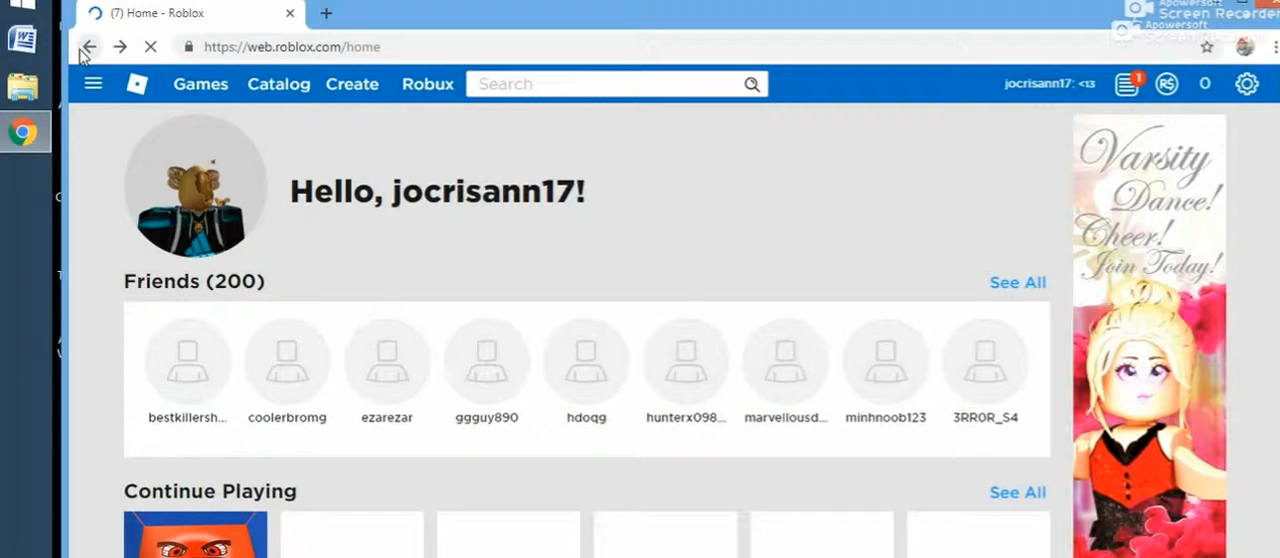 (7) Home - Roblox
Apowersoft
Screen Recorder
Apowersoft
https://web.roblox.com/home
Games Catalog Create Robux Search jocrisann17: <13 1 R$ 0
Hello, jocrisann17!
Varsity
Dance!
Cheer!
Join Today!
Friends (200) See All
bestkillersh... coolerbromg ezarezar ggguy890 hdoqg hunterx098... marvellousd... minhnoob123 3RR0R_S4
Continue Playing See All